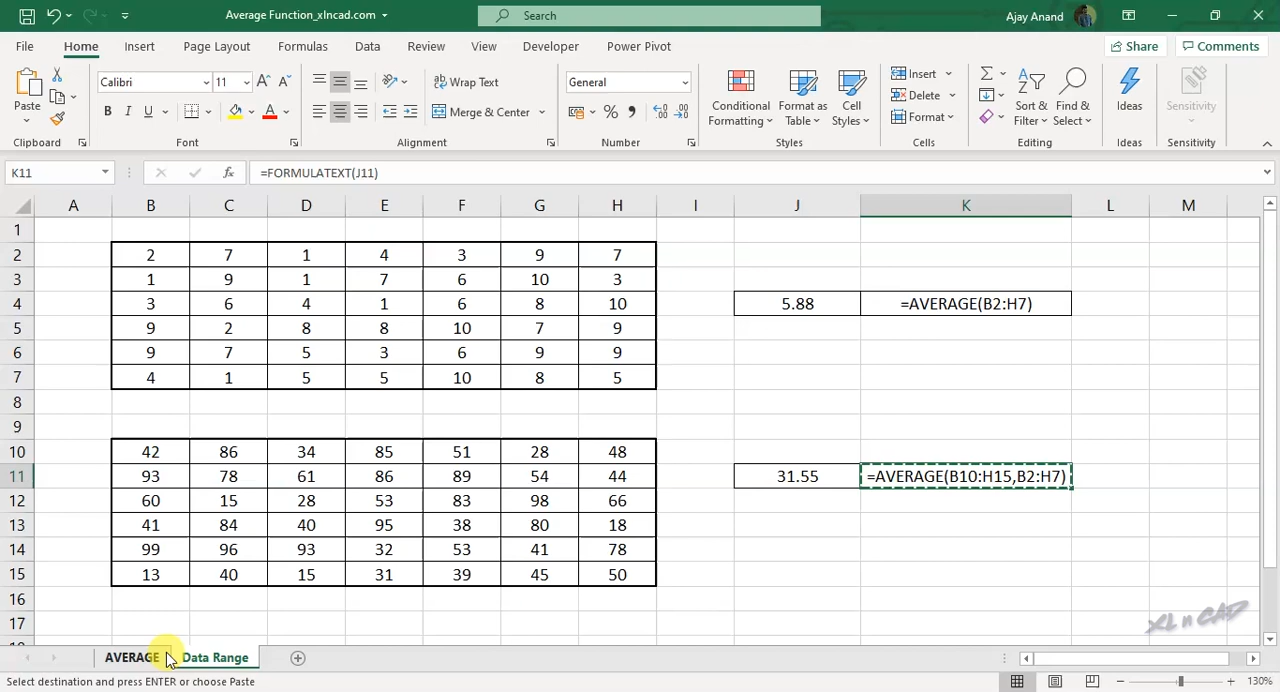 Average Function_xlncad.com
Search
Ajay Anand
File Home Insert Page Layout Formulas Data Review View Developer Power Pivot Share Comments
Paste
Calibri 11
Wrap Text
Merge & Center
General
Conditional Formatting
Format as Table
Cell Styles
Insert
Delete
Format
Sort & Filter
Find & Select
Ideas
Sensitivity
Clipboard Font Alignment Number Styles Cells Editing Ideas Sensitivity
K11 fx =FORMULATEXT(J11)
A B C D E F G H I J K L M
1
2 2 7 1 4 3 9 7
3 1 9 1 7 6 10 3
4 3 6 4 1 6 8 10 5.88 =AVERAGE(B2:H7)
5 9 2 8 8 10 7 9
6 9 7 5 3 6 9 9
7 4 1 5 5 10 8 5
8
9
10 42 86 34 85 51 28 48
11 93 78 61 86 89 54 44 31.55 =AVERAGE(B10:H15,B2:H7)
12 60 15 28 53 83 98 66
13 41 84 40 95 38 80 18
14 99 96 93 32 53 41 78
15 13 40 15 31 39 45 50
16
17
XL n CAD
AVERAGE Data Range
Select destination and press ENTER or choose Paste
130%